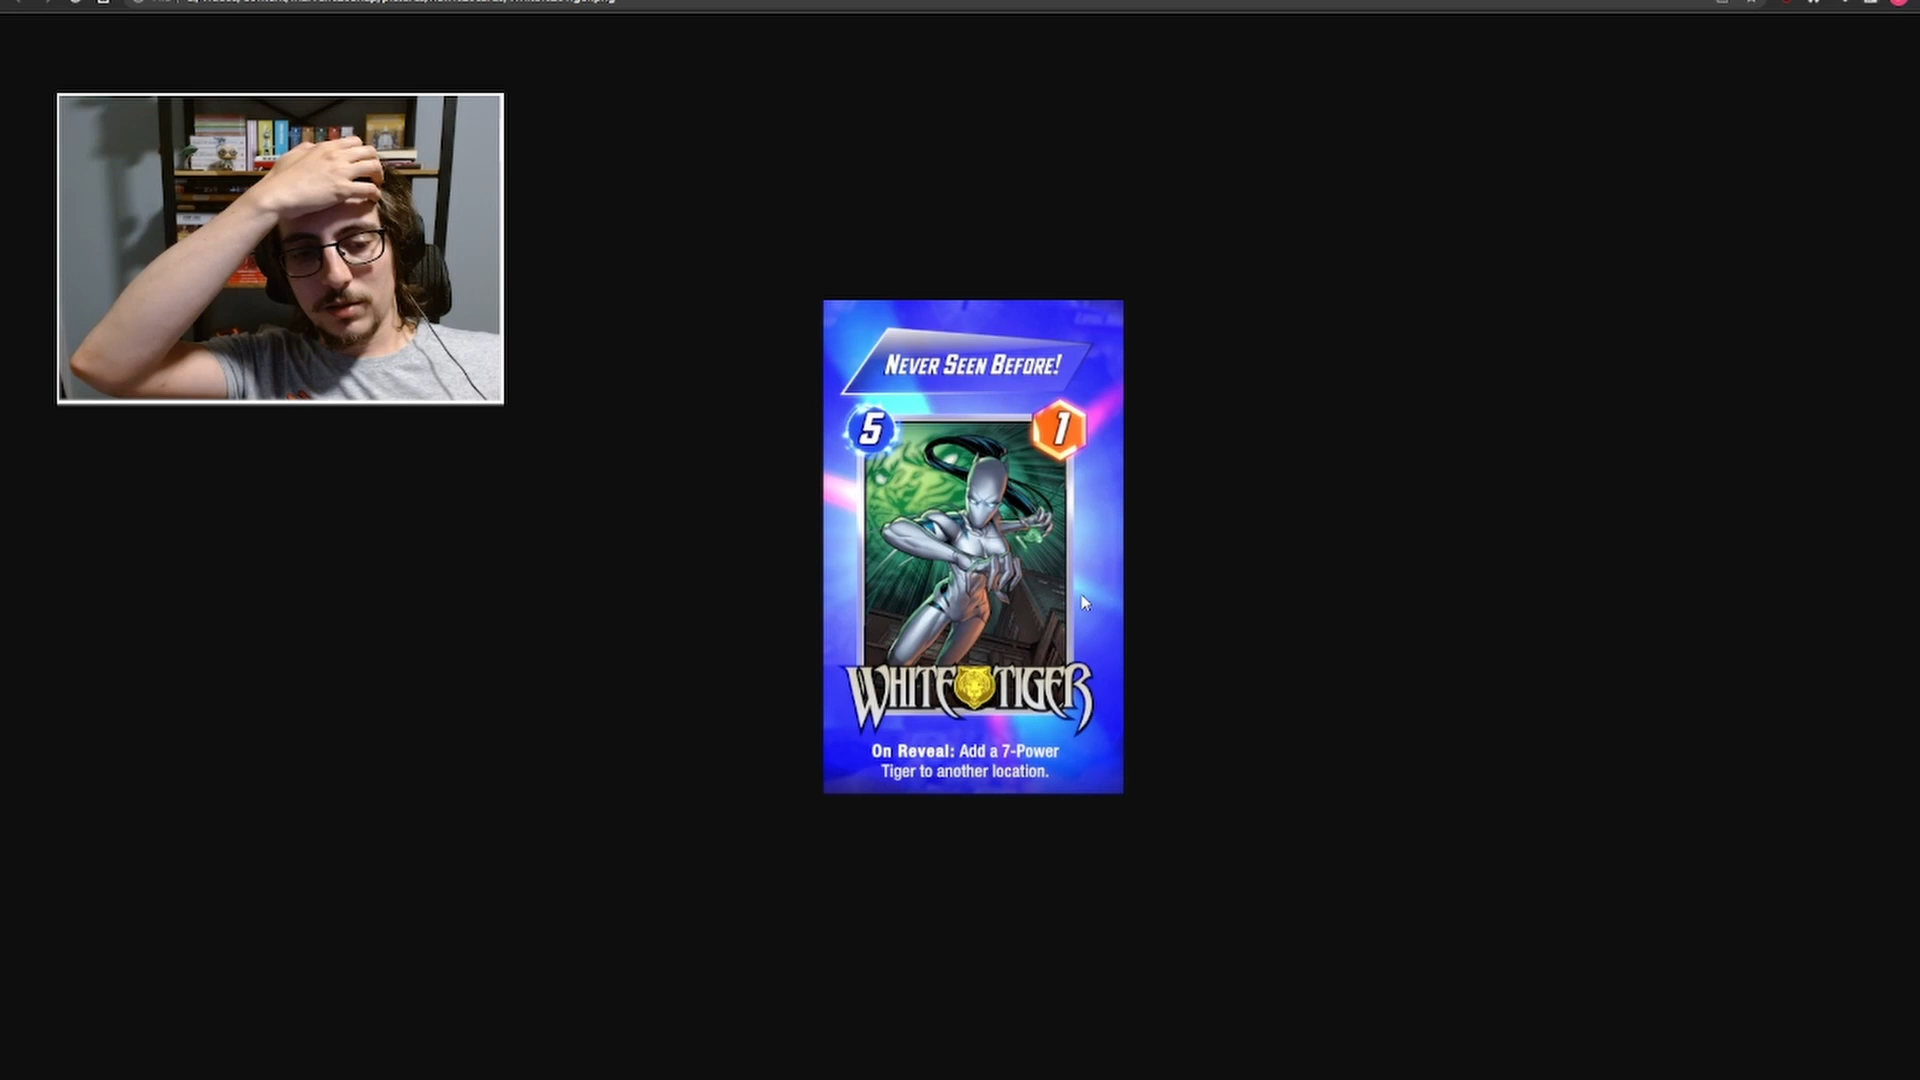 NEVER SEEN BEFORE!
5
1
WHITE TIGER
On Reveal: Add a 7-Power
Tiger to another location.